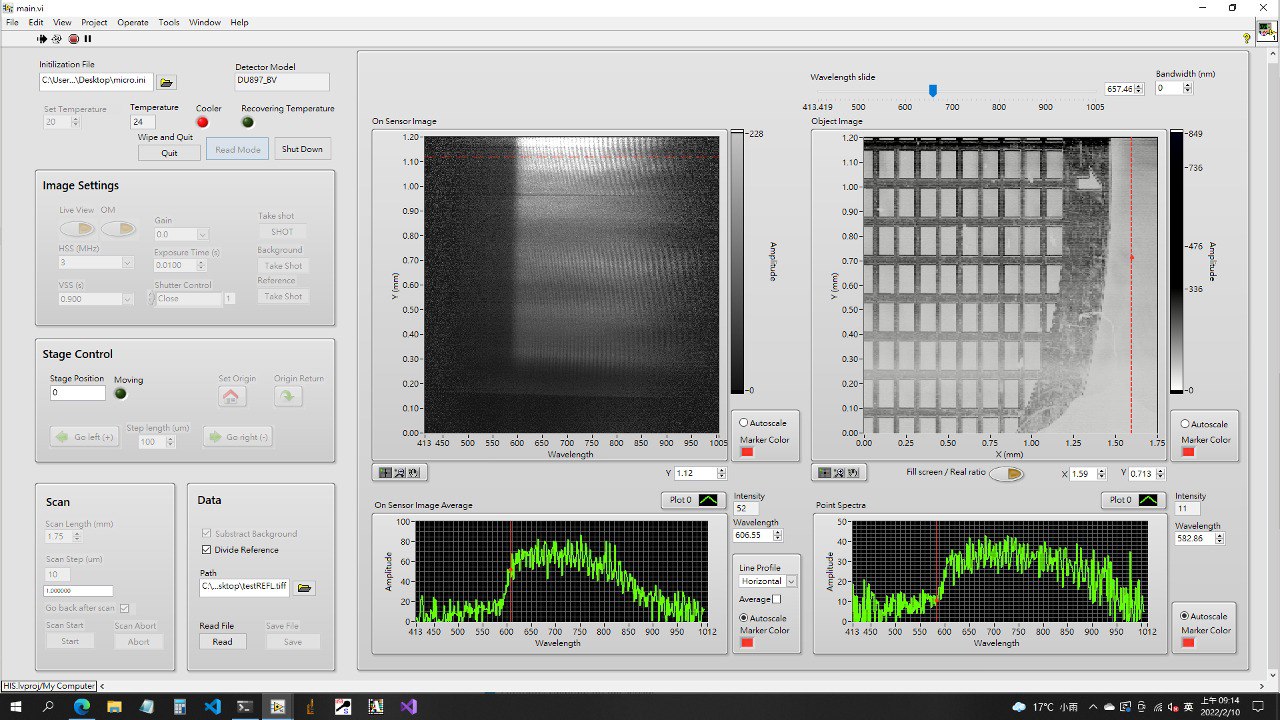 main.vi
File Edit View Project Operate Tools Window Help
Initilization File
C:\User...\Desktop\micro.ini
Detector Model
DU897_BV
Set Temperature
20
Temperature
24
Cooler
Recovering Temperature
Wipe and Quit
Quit
Read Mode
Shut Down
Image Settings
Live View OM
Gain
0.0
Take shot
SHOT
HSS (MHz)
3
Exposure Time (s)
0.0100
Background
Take Shot
VSS (
0.900
Shutter Control
Close
1
Reference
Take Shot
Stage Control
Stage Position
0
Moving
Set Origin
Origin Return
Go left (+)
Step length (um)
100
Go right (-)
Scan
Scan Length (mm)
1.75
Scan Step (um)
10
1.000000
Go back after scan
Scan Start
Start
Scan Abort
Abort
Data
Substract Background
Divide Reference
Path
C:\...sktop\testREFL.tiff
Read File
Read
Save File
Save
Wavelength slide
657.46
Bandwidth (nm)
0
413.419 500 600 700 800 900 1005
On Sensor Image
1.20
1.10
1.00
0.90
0.80
0.70
0.60
0.50
0.40
0.30
0.20
0.10
0.00
Y (mm)
413 450 500 550 600 650 700 750 800 850 900 950 1005
Wavelength
228
0
Amplitude
Autoscale
Marker Color
Y 1.12
Object Image
1.20
1.10
1.00
0.90
0.80
0.70
0.60
0.50
0.40
0.30
0.20
0.10
0.00
Y (mm)
0.00 0.25 0.50 0.75 1.00 1.25 1.50 1.75
X (mm)
849
736
476
335
0
Amplitude
Autoscale
Marker Color
Fill screen / Real ratio
X 1.59
Y 0.713
On Sensor Image Average
Plot 0
100
80
60
40
20
0
Amplitude
413 450 500 550 600 650 700 750 800 850 900 950 1012
Wavelength
Intensity
52
Wavelength
606.55
Line Profile
Horizontal
Average
Autoscale
Marker Color
Point Spectra
Plot 0
50
40
30
20
10
0
Amplitude
413 450 500 550 600 650 700 750 800 850 900 950 1012
Wavelength
Intensity
11
Wavelength
582.86
Autoscale
Marker Color
HIS.lvproj/My Computer
17°C 小雨
英
上午 09:14
2022/2/10